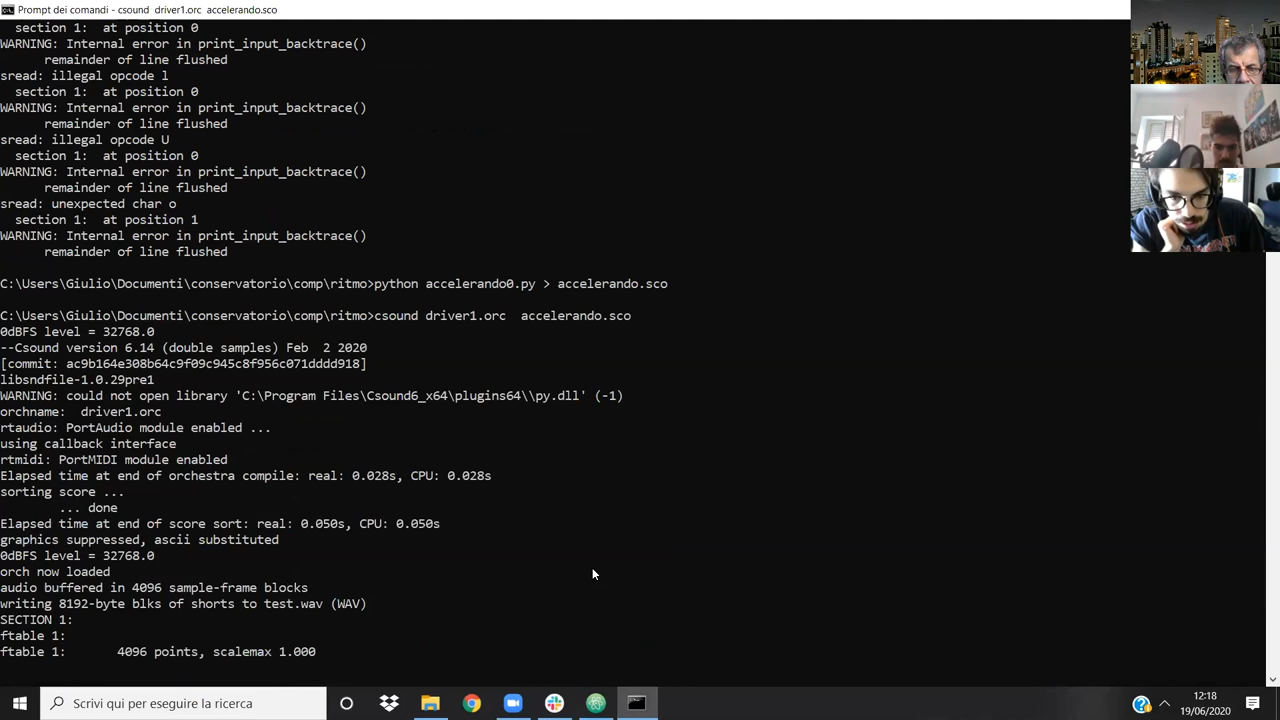 Prompt dei comandi - csound driver1.orc accelerando.sco
section 1: at position 0
WARNING: Internal error in print_input_backtrace()
remainder of line flushed
sread: illegal opcode l
section 1: at position 0
WARNING: Internal error in print_input_backtrace()
remainder of line flushed
sread: illegal opcode U
section 1: at position 0
WARNING: Internal error in print_input_backtrace()
remainder of line flushed
sread: unexpected char o
section 1: at position 1
WARNING: Internal error in print_input_backtrace()
remainder of line flushed
C:\Users\Giulio\Documenti\conservatorio\comp\ritmo>python accelerando0.py > accelerando.sco
C:\Users\Giulio\Documenti\conservatorio\comp\ritmo>csound driver1.orc  accelerando.sco
0dBFS level = 32768.0
--Csound version 6.14 (double samples) Feb  2 2020
[commit: ac9b164e308b64c9f09c945c8f956c071dddd918]
libsndfile-1.0.29pre1
WARNING: could not open library 'C:\Program Files\Csound6_x64\plugins64\\py.dll' (-1)
orchname:  driver1.orc
rtaudio: PortAudio module enabled ...
using callback interface
rtmidi: PortMIDI module enabled
Elapsed time at end of orchestra compile: real: 0.028s, CPU: 0.028s
sorting score ...
... done
Elapsed time at end of score sort: real: 0.050s, CPU: 0.050s
graphics suppressed, ascii substituted
0dBFS level = 32768.0
orch now loaded
audio buffered in 4096 sample-frame blocks
writing 8192-byte blks of shorts to test.wav (WAV)
SECTION 1:
ftable 1:
ftable 1:       4096 points, scalemax 1.000
Scrivi qui per eseguire la ricerca
12:18
19/06/2020